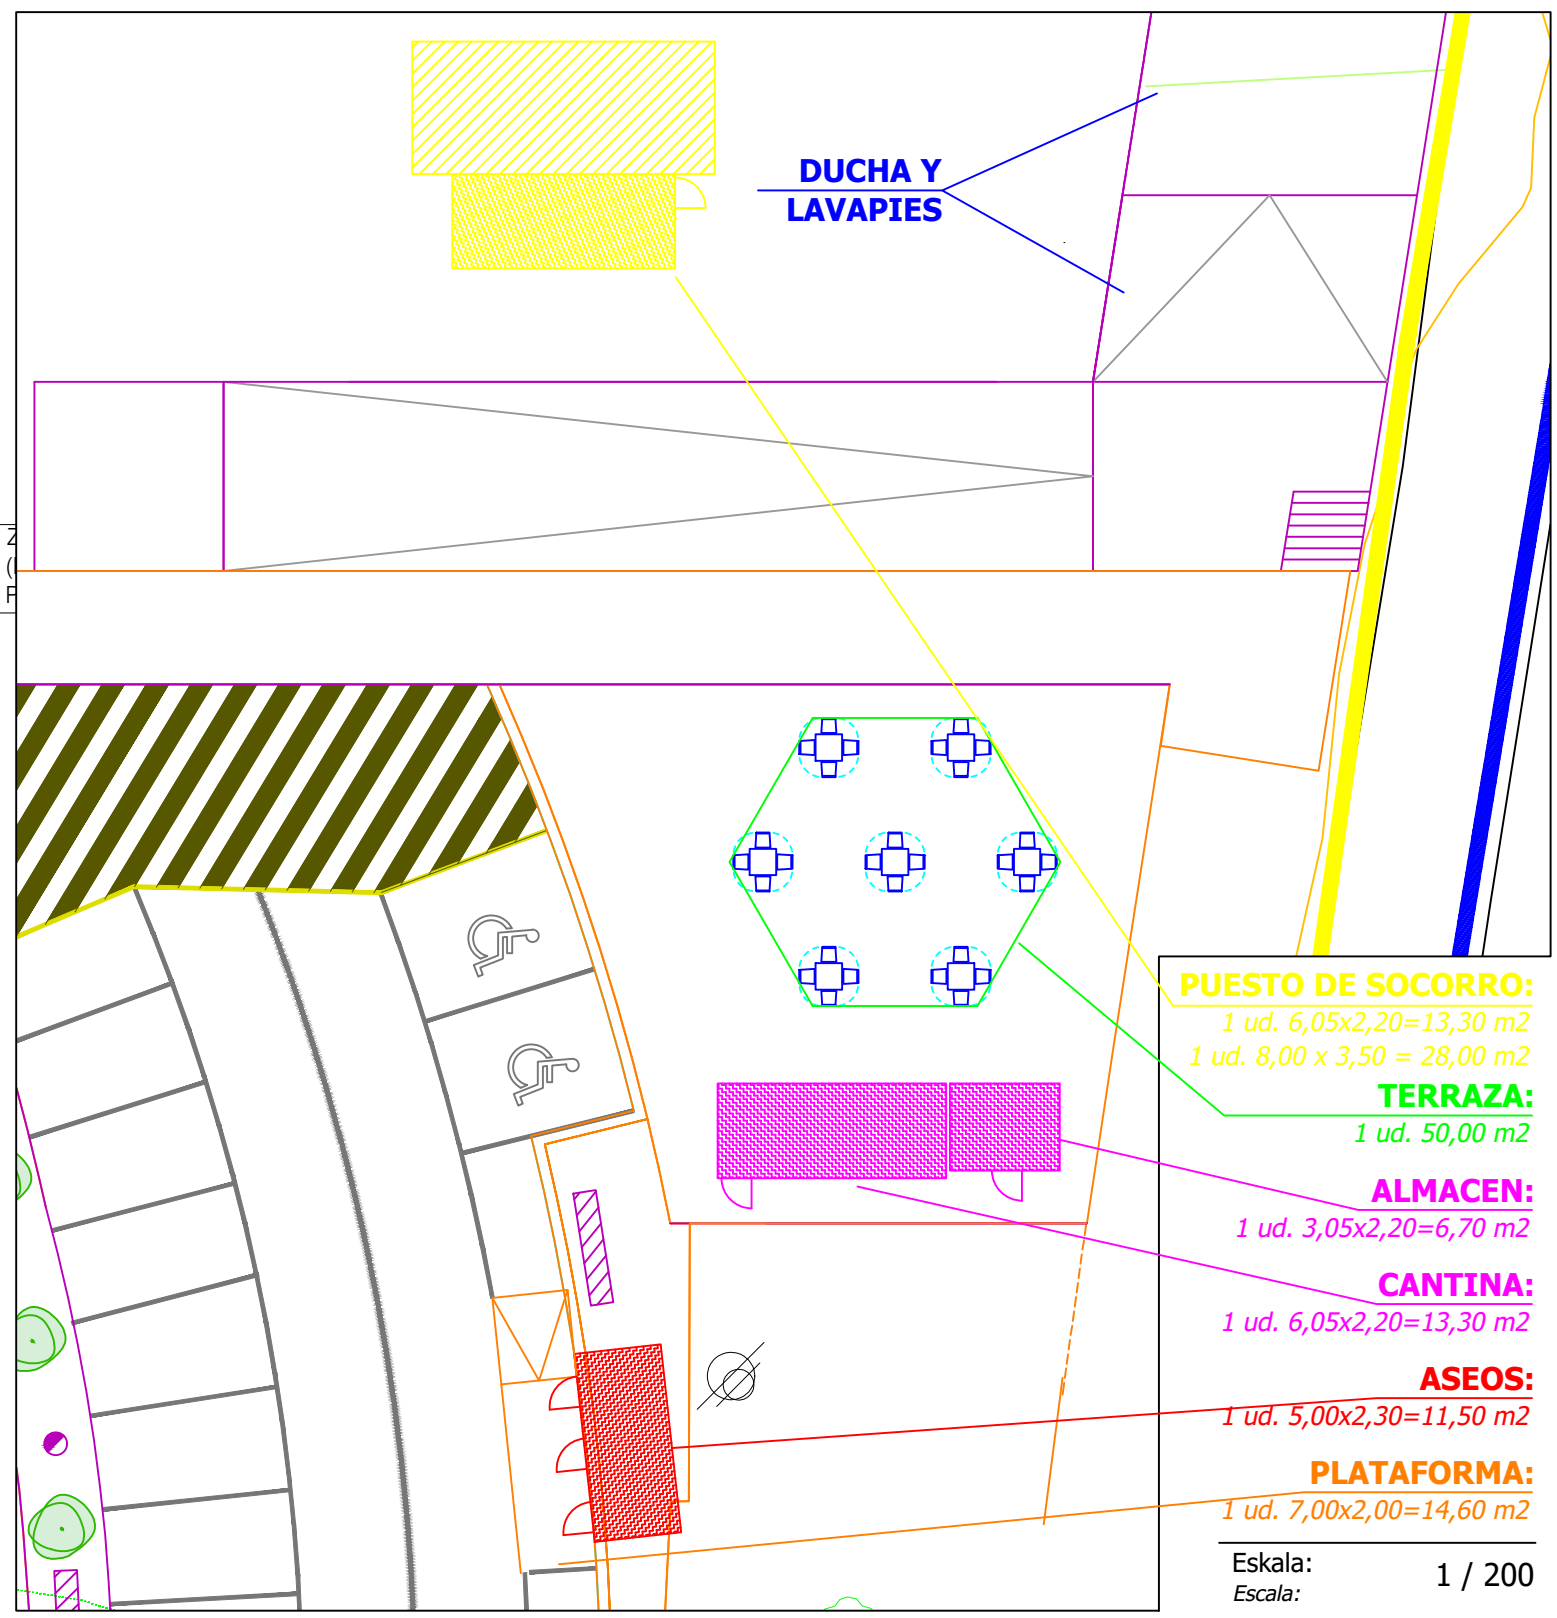 DUCHA Y
LAVAPIES
PUESTO DE SOCORRO:
1 ud. 6,05x2,20=13,30 m2
1 ud. 8,00 x 3,50 = 28,00 m2
TERRAZA:
1 ud. 50,00 m2
ALMACEN:
1 ud. 3,05x2,20=6,70 m2
CANTINA:
1 ud. 6,05x2,20=13,30 m2
ASEOS:
1 ud. 5,00x2,30=11,50 m2
PLATAFORMA:
1 ud. 7,00x2,00=14,60 m2
Eskala:
Escala:
1 / 200